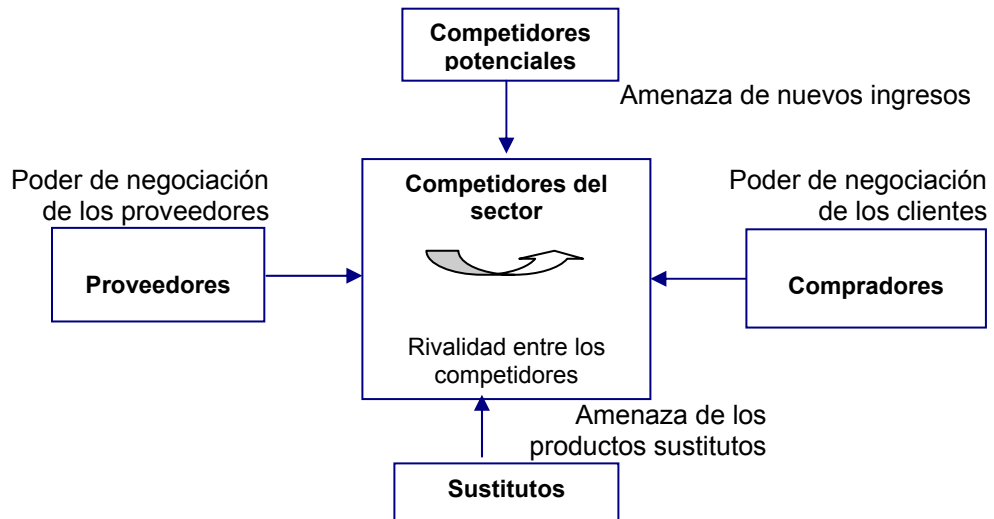 Competidores
potenciales
Amenaza de nuevos ingresos
Poder de negociación
de los proveedores
Competidores del
sector
Poder de negociación
de los clientes
Proveedores
Compradores
Rivalidad entre los
competidores
Amenaza de los
productos sustitutos
Sustitutos